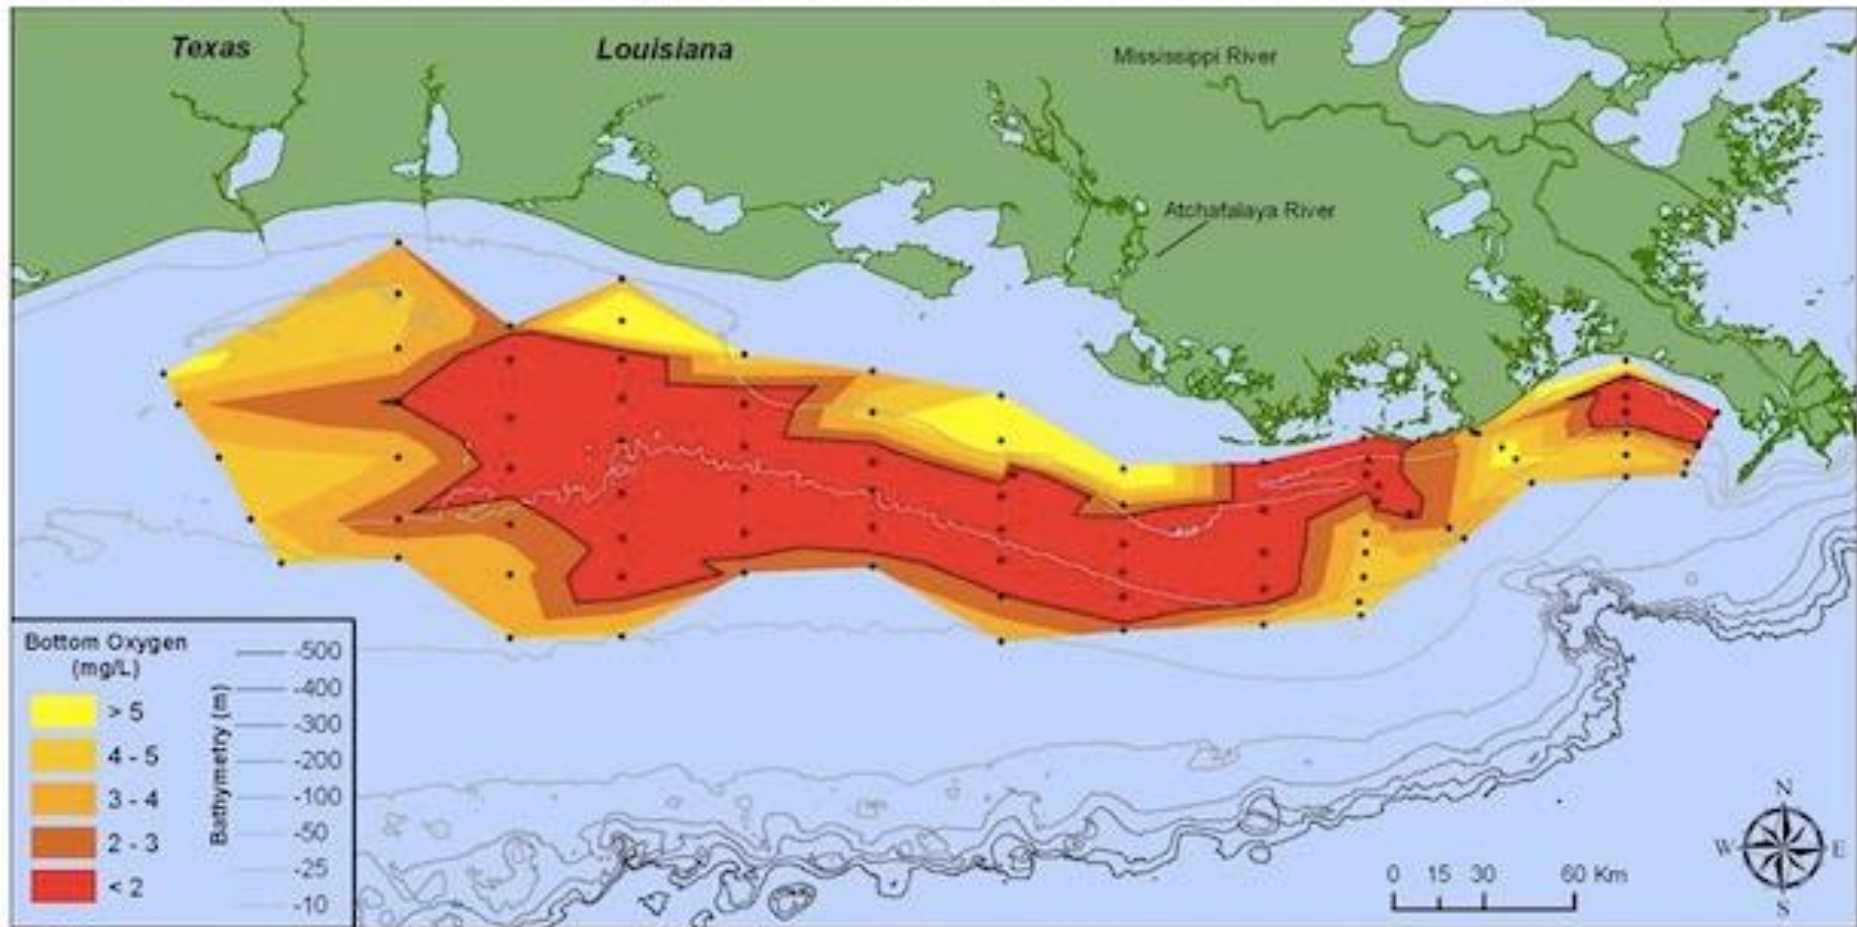 Texas
Louisiana
Mississippi River
Atchafalaya River
Bottom Oxygen
(mg/L)
> 5
4 - 5
3 - 4
2 - 3
< 2
Bathymetry (m)
-500
-400
-300
-200
-100
-50
-25
-10
0 15 30 60 Km
N
W E
S